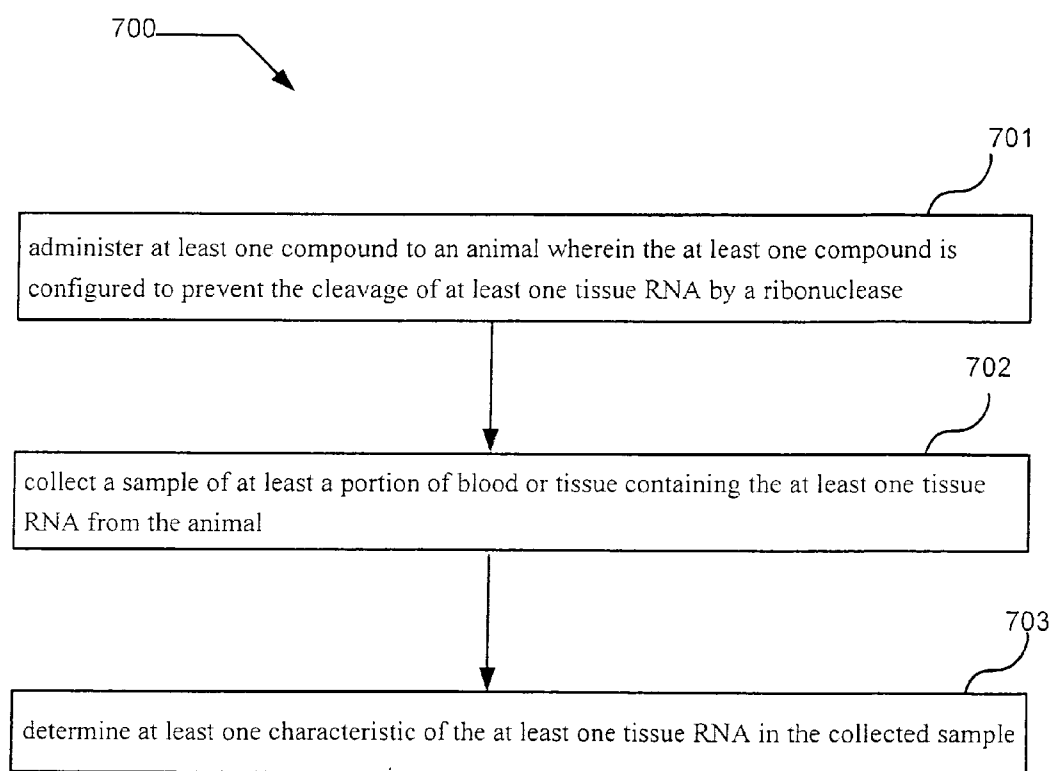 700
701
administer at least one compound to an animal wherein the at least one compound is
configured to prevent the cleavage of at least one tissue RNA by a ribonuclease
702
collect a sample of at least a portion of blood or tissue containing the at least one tissue
RNA from the animal
703
determine at least one characteristic of the at least one tissue RNA in the collected sample